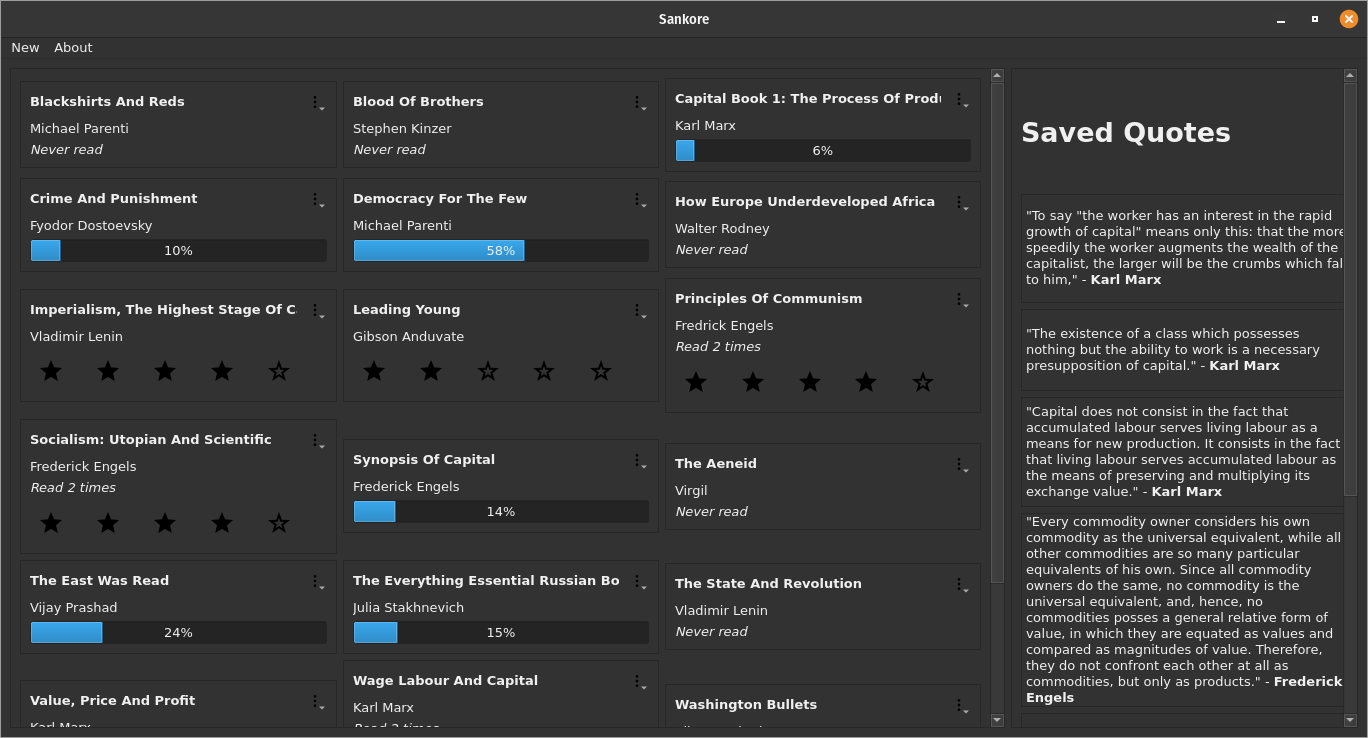 Sankore
New About
Blackshirts And Reds
Michael Parenti
Never read
Blood Of Brothers
Stephen Kinzer
Never read
Capital Book 1: The Process Of
Karl Marx
6%
Crime And Punishment
Fyodor Dostoevsky
10%
Democracy For The Few
Michael Parenti
58%
How Europe Underdeveloped Africa
Walter Rodney
Never read
Imperialism, The Highest Stage Of
Vladimir Lenin
Leading Young
Gibson Anduvate
Principles Of Communism
Fredrick Engels
Read 2 times
Socialism: Utopian And Scientific
Frederick Engels
Read 2 times
Synopsis Of Capital
Frederick Engels
14%
The Aeneid
Virgil
Never read
The East Was Read
Vijay Prashad
24%
The Everything Essential Russian Bo
Julia Stakhnevich
15%
The State And Revolution
Vladimir Lenin
Never read
Value, Price And Profit
Karl Marx
Wage Labour And Capital
Karl Marx
Washington Bullets
Saved Quotes
"To say "the worker has an interest in the rapid
growth of capital" means only this: that the more
speedily the worker augments the wealth of the
capitalist, the larger will be the crumbs which fal
to him," - Karl Marx
"The existence of a class which possesses
nothing but the ability to work is a necessary
presupposition of capital." - Karl Marx
"Capital does not consist in the fact that
accumulated labour serves living labour as a
means for new production. It consists in the fact
that living labour serves accumulated labour as
the means of preserving and multiplying its
exchange value." - Karl Marx
"Every commodity owner considers his own
commodity as the universal equivalent, while all
other commodities are so many particular
equivalents of his own. Since all commodity
owners do the same, no commodity is the
universal equivalent, and, hence, no
commodities posses a general relative form of
value, in which they are equated as values and
compared as magnitudes of value. Therefore,
they do not confront each other at all as
commodities, but only as products." - Frederick
Engels